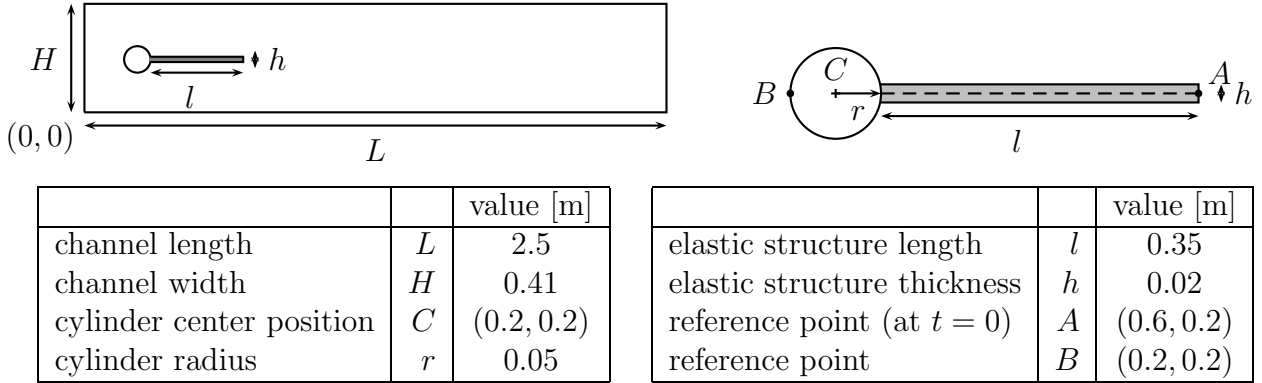 H
h
l
(0, 0)
L
A
C
B
h
r
l
value [m]
channel length L 2.5
channel width H 0.41
cylinder center position C (0.2, 0.2)
cylinder radius r 0.05
value [m]
elastic structure length l 0.35
elastic structure thickness h 0.02
reference point (at t = 0) A (0.6, 0.2)
reference point B (0.2, 0.2)